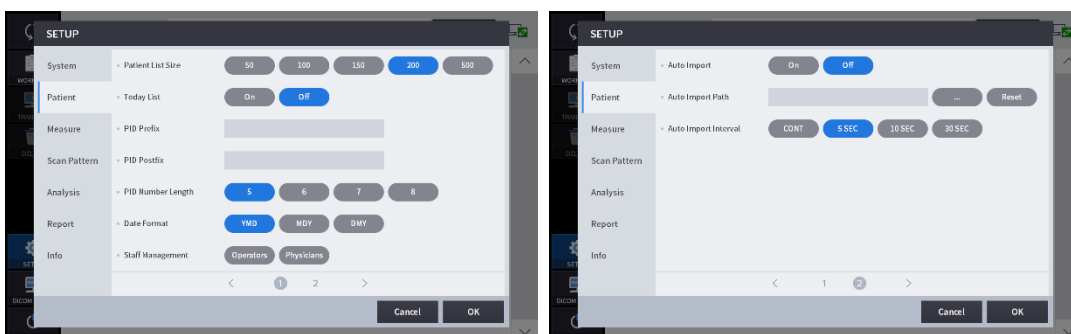 SETUP
System
Patient
Measure
Scan Pattern
Analysis
Report
Info
Patient List Size 50 100 150 200 500
Today List On Off
PID Prefix
PID Postfix
PID Number Length 5 6 7 8
Date Format YMD MDY DMY
Staff Management Operators Physicians
< 1 2 >
Cancel OK
SETUP
System
Patient
Measure
Scan Pattern
Analysis
Report
Info
Auto Import On Off
Auto Import Path ... Reset
Auto Import Interval CONT 5 SEC 10 SEC 30 SEC
< 1 2 >
Cancel OK
DICOM
DICOM